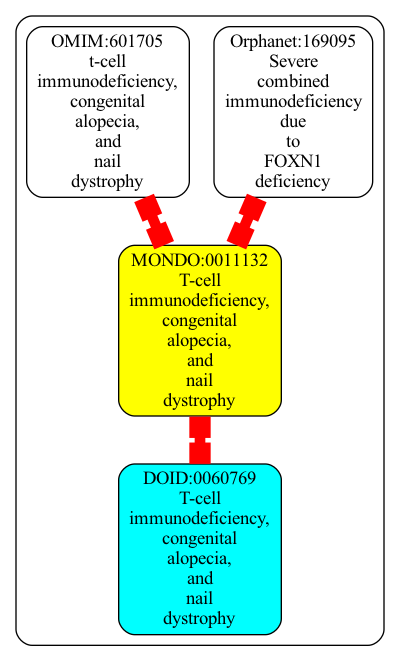 OMIM:601705
t-cell
immunodeficiency,
congenital
alopecia,
and
nail
dystrophy
Orphanet:169095
Severe
combined
immunodeficiency
due
to
FOXN1
deficiency
MONDO:0011132
T-cell
immunodeficiency,
congenital
alopecia,
and
nail
dystrophy
DOID:0060769
T-cell
immunodeficiency,
congenital
alopecia,
and
nail
dystrophy